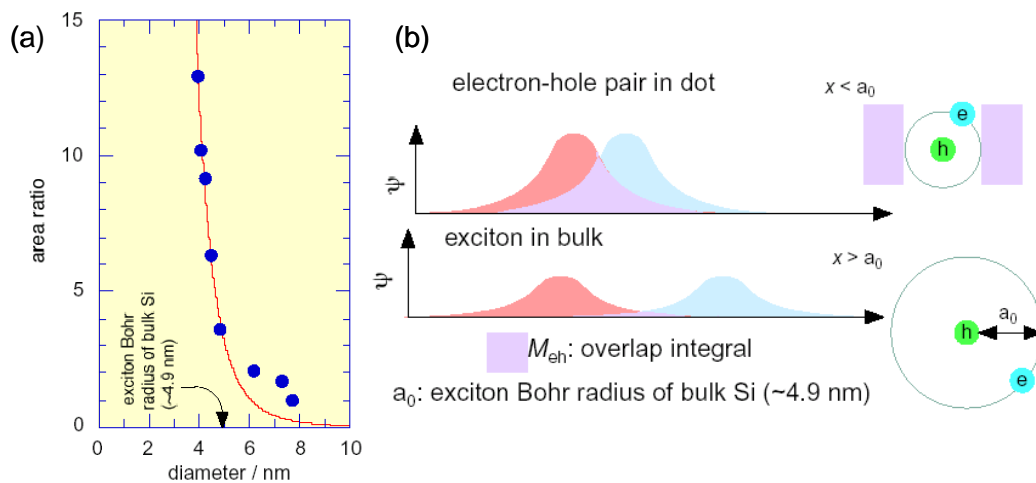 (a)
15
10
5
0
area ratio
exciton Bohr
radius of bulk Si
(~4.9 nm)
0 2 4 6 8 10
diameter / nm
(b)
electron-hole pair in dot
x < a0
e
h
ψ
exciton in bulk
x > a0
ψ
a0
h
e
Meh: overlap integral
a0: exciton Bohr radius of bulk Si (~4.9 nm)